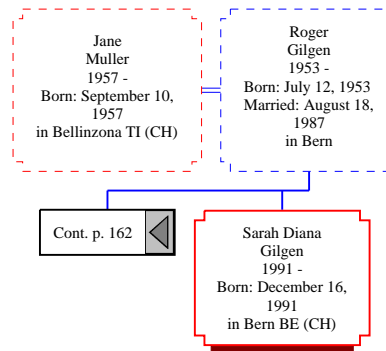 Jane
Muller
1957 -
Born: September 10,
1957
in Bellinzona TI (CH)
Roger
Gilgen
1953 -
Born: July 12, 1953
Married: August 18,
1987
in Bern
Cont. p. 162
Sarah Diana
Gilgen
1991 -
Born: December 16,
1991
in Bern BE (CH)